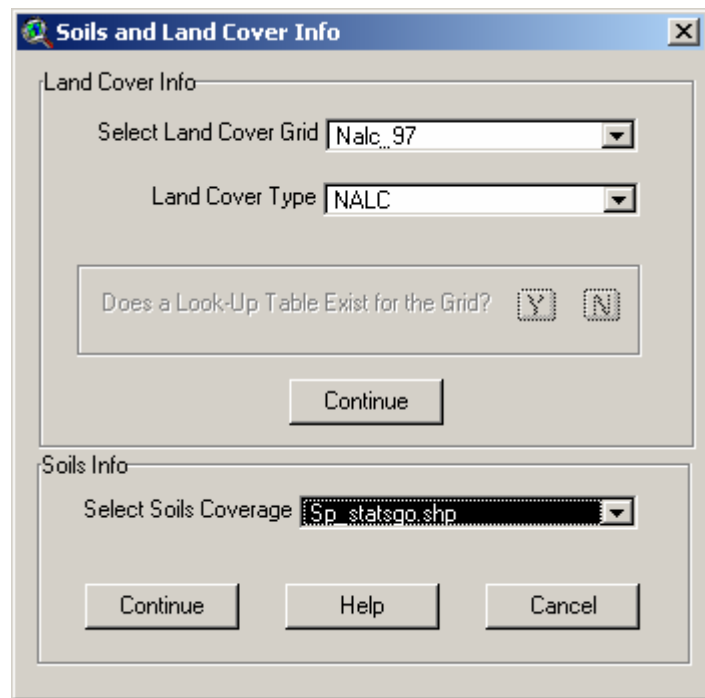 Soils and Land Cover Info
Land Cover Info
Select Land Cover Grid Nalc_97
Land Cover Type NALC
Does a Look-Up Table Exist for the Grid? Y N
Continue
Soils Info
Select Soils Coverage Sp_statsgo.shp
Continue Help Cancel